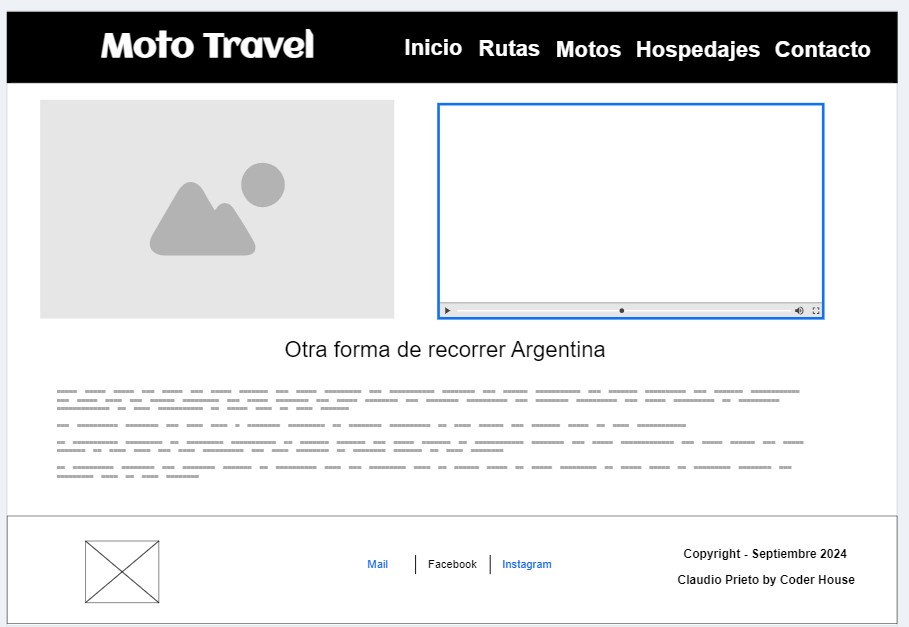 Moto Travel
Inicio Rutas Motos Hospedajes Contacto
Otra forma de recorrer Argentina
Mail Facebook Instagram
Copyright - Septiembre 2024
Claudio Prieto by Coder House